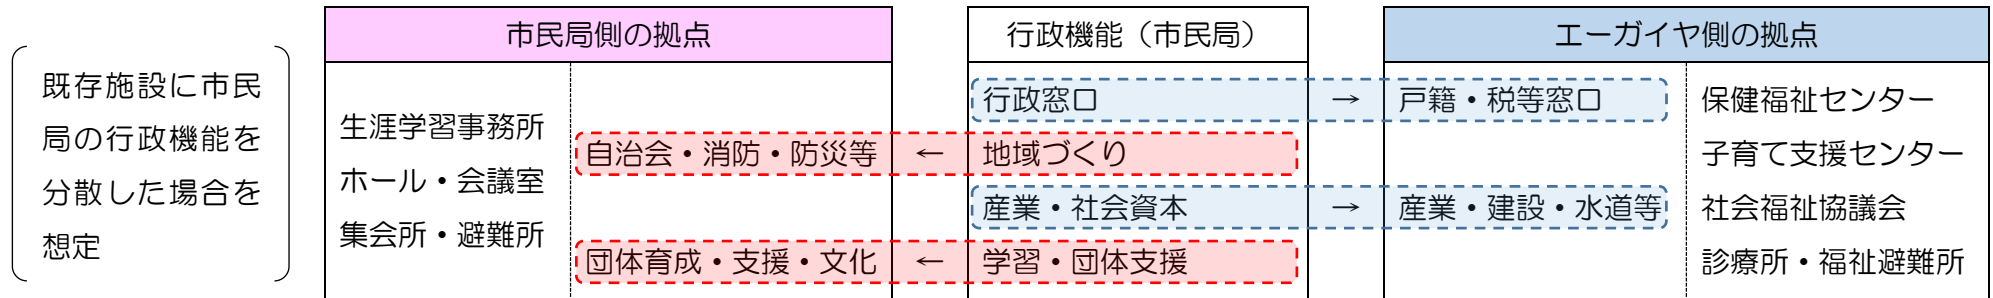 既存施設に市民
局の行政機能を
分散した場合を
想定
市民局側の拠点
生涯学習事務所
ホール・会議室
集会所・避難所
自治会・消防・防災等
団体育成・支援・文化
←
←
行政機能（市民局）
行政窓口
地域づくり
産業・社会資本
学習・団体支援
→
→
エーガイヤ側の拠点
戸籍・税等窓口
産業・建設・水道等
保健福祉センター
子育て支援センター
社会福祉協議会
診療所・福祉避難所